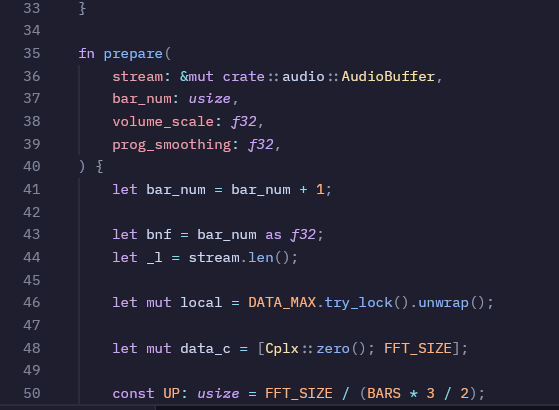 33 }
34
35 fn prepare(
36 stream: &mut crate::audio::AudioBuffer,
37 bar_num: usize,
38 volume_scale: f32,
39 prog_smoothing: f32,
40 ) {
41 let bar_num = bar_num + 1;
42
43 let bnf = bar_num as f32;
44 let _l = stream.len();
45
46 let mut local = DATA_MAX.try_lock().unwrap();
47
48 let mut data_c = [Cplx::zero(); FFT_SIZE];
49
50 const UP: usize = FFT_SIZE / (BARS * 3 / 2);